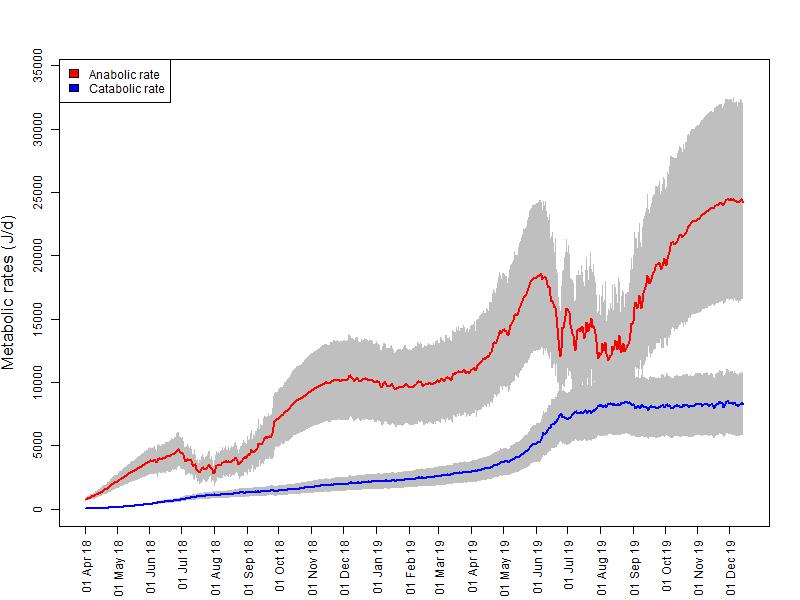 Anabolic rate
Catabolic rate
Metabolic rates (J/d)
35000
30000
25000
20000
15000
10000
5000
0
01 Apr 18
01 May 18
01 Jun 18
01 Jul 18
01 Aug 18
01 Sep 18
01 Oct 18
01 Nov 18
01 Dec 18
01 Jan 19
01 Feb 19
01 Mar 19
01 Apr 19
01 May 19
01 Jun 19
01 Jul 19
01 Aug 19
01 Sep 19
01 Oct 19
01 Nov 19
01 Dec 19